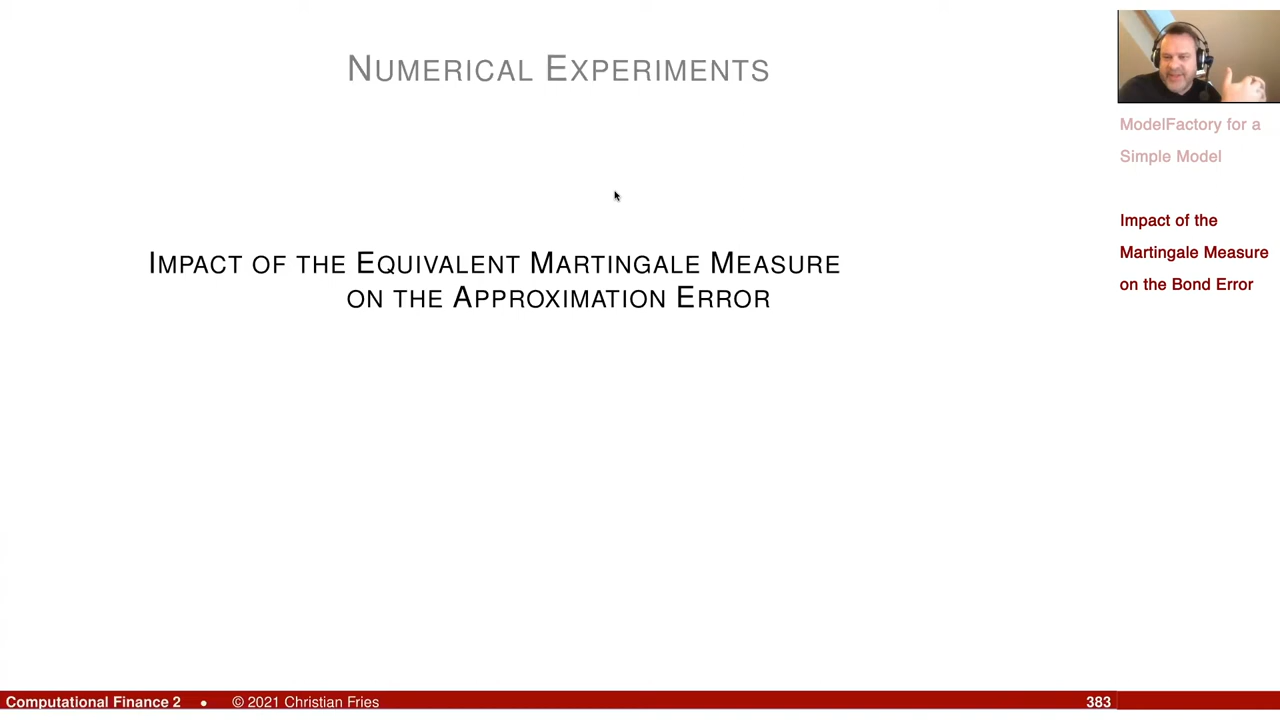 NUMERICAL EXPERIMENTS
IMPACT OF THE EQUIVALENT MARTINGALE MEASURE
ON THE APPROXIMATION ERROR
ModelFactory for a
Simple Model
Impact of the
Martingale Measure
on the Bond Error
Computational Finance 2 • © 2021 Christian Fries 383